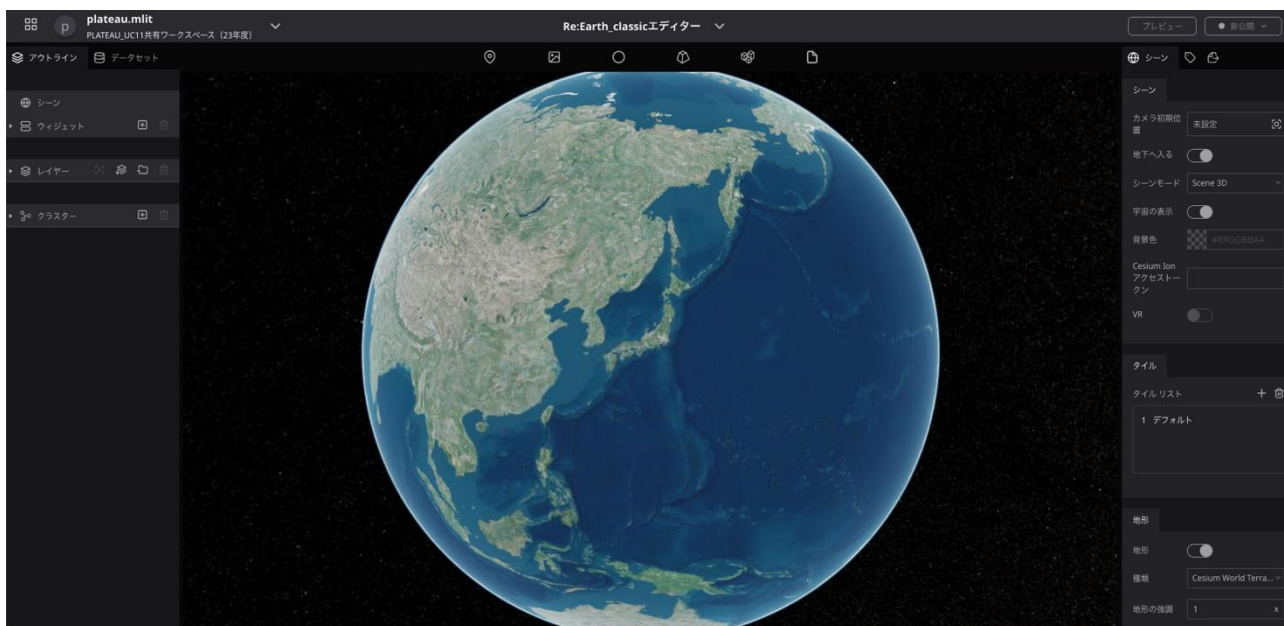 p
plateau.mlit
PLATEAU_UC11共有ワークスペース（23年度）
Re:Earth_classicエディター
プレビュー
非公開
アウトライン
データセット
シーン
ウィジェット
レイヤー
クラスター
シーン
シーン
カメラ初期位
置
未設定
地下へ入る
シーンモード
Scene 3D
宇宙の表示
背景色
#RRGGBBAA
Cesium Ion
アクセストー
クン
VR
タイル
タイル リスト
1 デフォルト
地形
地形
種類
Cesium World Terra...
地形の強調
1
x